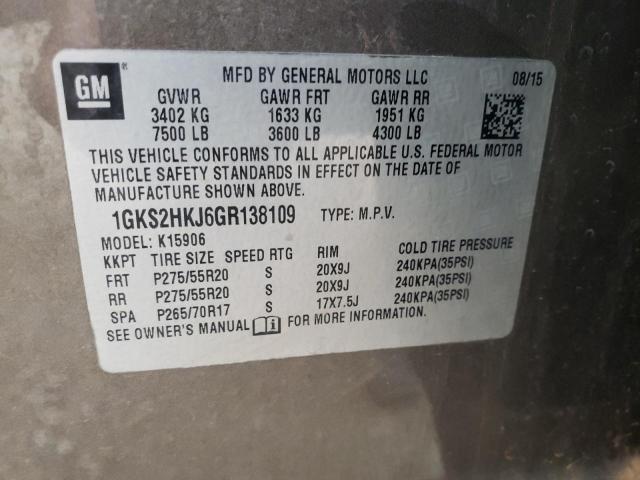 GM
MFD BY GENERAL MOTORS LLC 08/15
GVWR GAWR FRT GAWR RR
3402 KG 1633 KG 1951 KG
7500 LB 3600 LB 4300 LB
THIS VEHICLE CONFORMS TO ALL APPLICABLE U.S. FEDERAL MOTOR
VEHICLE SAFETY STANDARDS IN EFFECT ON THE DATE OF
MANUFACTURE SHOWN ABOVE.
1GKS2HKJ6GR138109 TYPE: M.P.V.
MODEL: K15906
KKPT TIRE SIZE SPEED RTG RIM COLD TIRE PRESSURE
FRT P275/55R20 S 20X9J 240KPA(35PSI)
RR P275/55R20 S 20X9J 240KPA(35PSI)
SPA P265/70R17 S 17X7.5J 240KPA(35PSI)
SEE OWNER'S MANUAL FOR MORE INFORMATION.